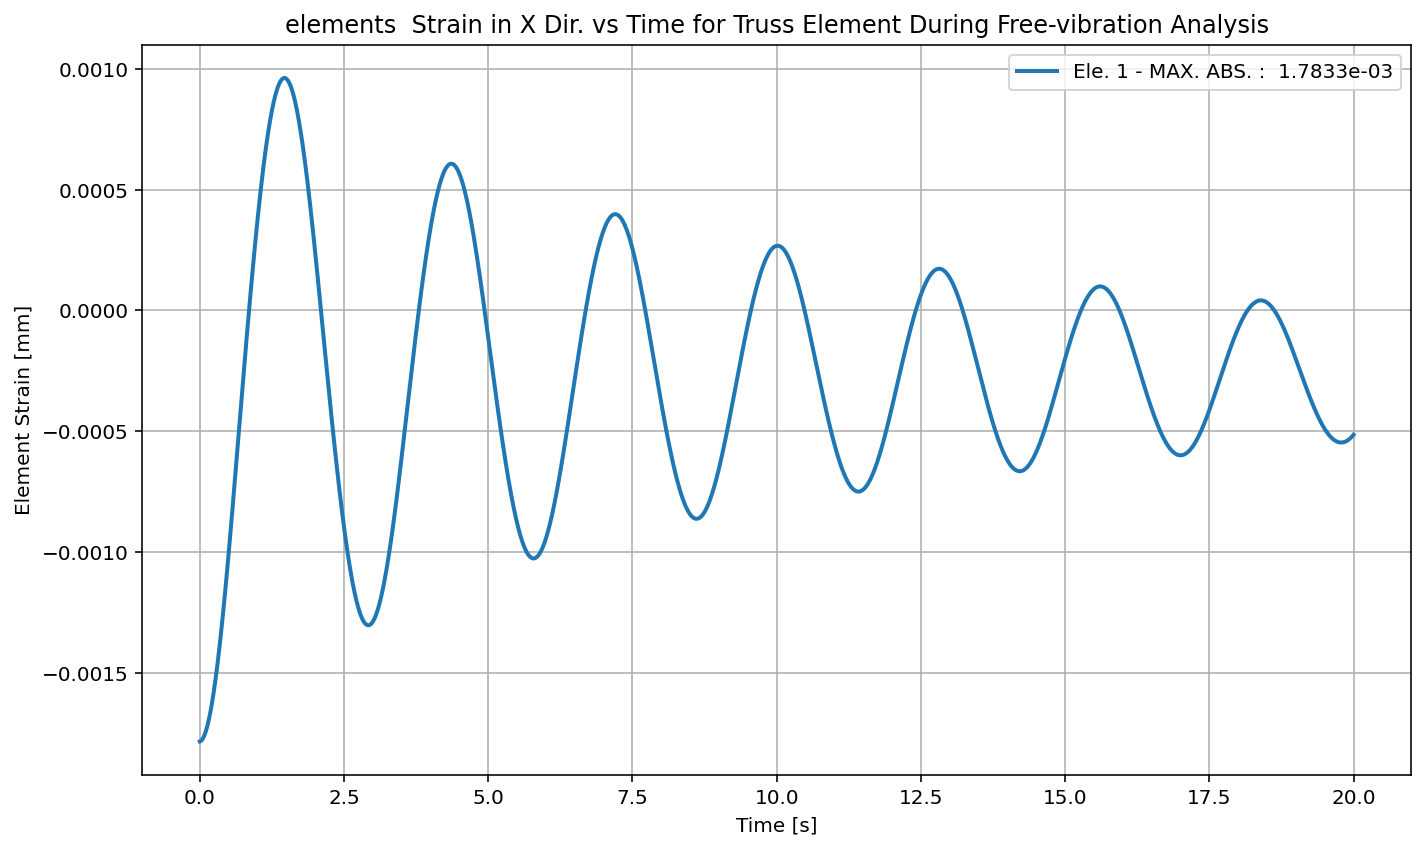 elements  Strain in X Dir. vs Time for Truss Element During Free-vibration Analysis
Ele. 1 - MAX. ABS. :  1.7833e-03
Element Strain [mm]
0.0010
0.0005
0.0000
−0.0005
−0.0010
−0.0015
0.0 2.5 5.0 7.5 10.0 12.5 15.0 17.5 20.0
Time [s]